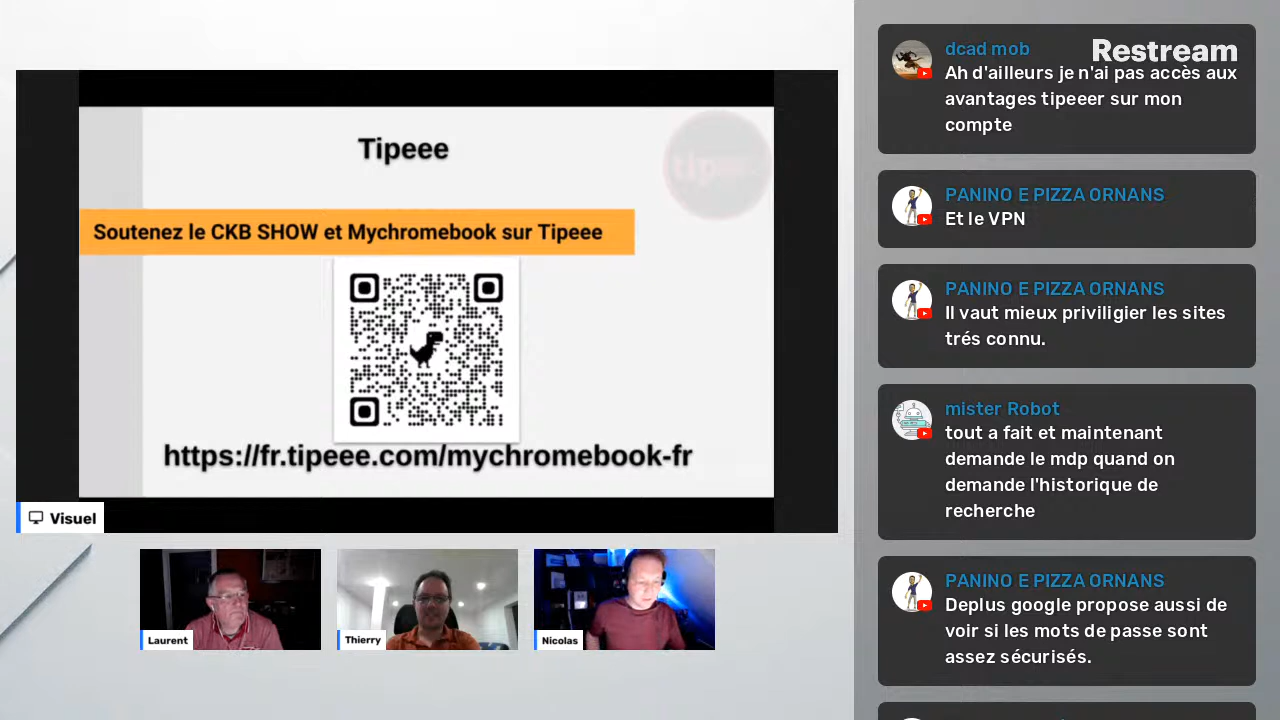 Tipeee
tipeee
Soutenez le CKB SHOW et Mychromebook sur Tipeee
https://fr.tipeee.com/mychromebook-fr
Visuel
Laurent
Thierry
Nicolas
Restream
dcad mob
Ah d'ailleurs je n'ai pas accès aux
avantages tipeeer sur mon
compte
PANINO E PIZZA ORNANS
Et le VPN
PANINO E PIZZA ORNANS
Il vaut mieux priviligier les sites
trés connu.
mister Robot
tout a fait et maintenant
demande le mdp quand on
demande l'historique de
recherche
PANINO E PIZZA ORNANS
Deplus google propose aussi de
voir si les mots de passe sont
assez sécurisés.